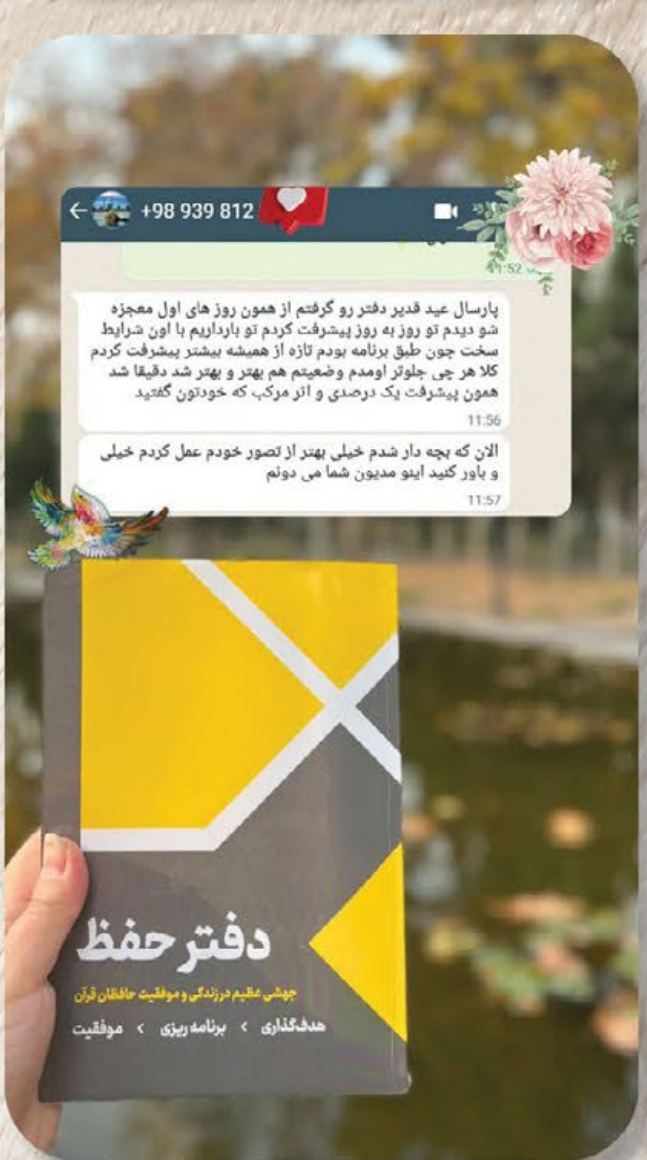 +98 939 812
11:52
پارسال عید قدیر دفتر رو گرفتم از همون روز های اول معجزه
شو دیدم تو روز به روز پیشرفت کردم تو بارداریم با اون شرایط
سخت چون طبق برنامه بودم تازه از همیشه بیشتر پیشرفت کردم
کلا هر چی جلوتر اومدم وضعیتم هم بهتر و بهتر شد دقیقا شد
همون پیشرفت یک درصدی و اثر مرکب که خودتون گفتید
11:56
الان که بچه دار شدم خیلی بهتر از تصور خودم عمل کردم خیلی
و باور کنید اینو مدیون شما می دونم
11:57
دفتر حفظ
جهشی عظیم در زندگی و موفقیت حافظان قرآن
هدف‌گذاری > برنامه ریزی > موفقیت